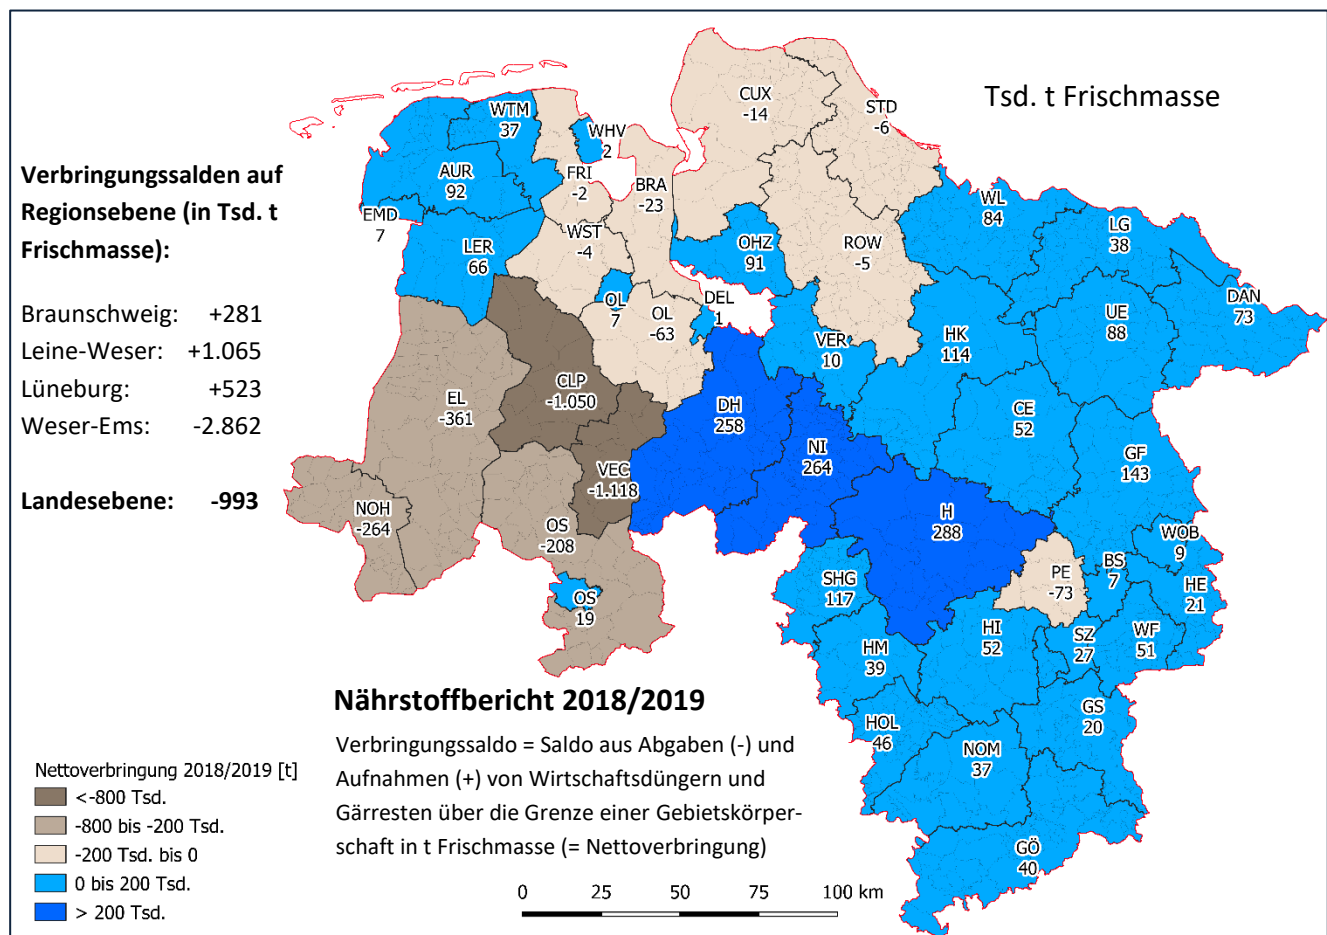 Tsd. t Frischmasse
Verbringungssalden auf
Regionsebene (in Tsd. t
Frischmasse):
Braunschweig: +281
Leine-Weser: +1.065
Lüneburg: +523
Weser-Ems: -2.862
Landesebene: -993
CUX
-14
STD
-6
WTM
37
WHV
2
AUR
92
FRI
-2
BRA
-23
EMD
7
LER
66
WST
-4
OHZ
91
ROW
-5
WL
84
LG
38
DAN
73
UE
88
OL
7
OL
-63
DEL
1
VER
10
HK
114
CE
52
EL
-361
CLP
-1.050
DH
258
NI
264
GF
143
VEC
-1.118
NOH
-264
OS
-208
OS
19
H
288
WOB
9
BS
7
HE
21
PE
-73
SHG
117
HI
52
SZ
27
WF
51
HM
39
HOL
46
NOM
37
GS
20
GÖ
40
Nährstoffbericht 2018/2019
Verbringungssaldo = Saldo aus Abgaben (-) und
Aufnahmen (+) von Wirtschaftsdüngern und
Gärresten über die Grenze einer Gebietskörper-
schaft in t Frischmasse (= Nettoverbringung)
Nettoverbringung 2018/2019 [t]
<-800 Tsd.
-800 bis -200 Tsd.
-200 Tsd. bis 0
0 bis 200 Tsd.
> 200 Tsd.
0 25 50 75 100 km